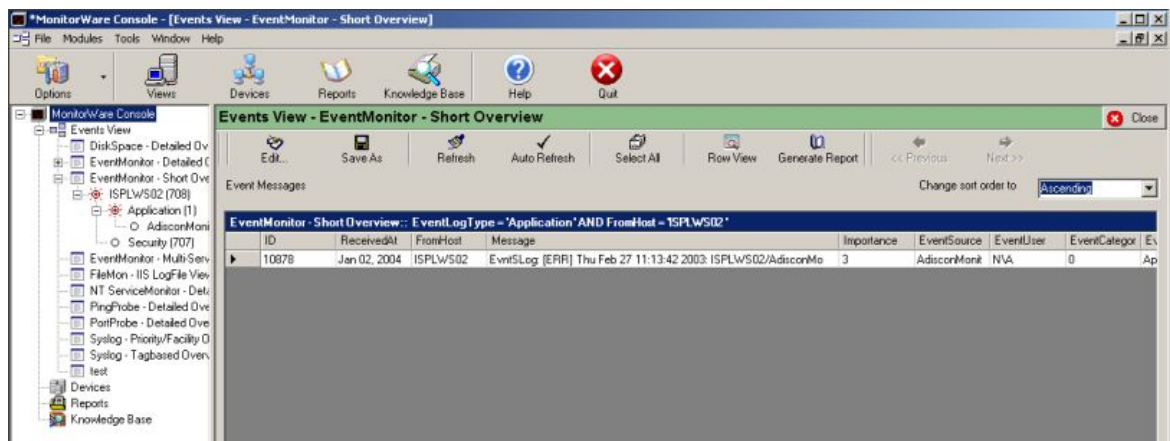 *MonitorWare Console - [Events View - EventMonitor - Short Overview]
File Modules Tools Window Help
Options Views Devices Reports Knowledge Base Help Quit
MonitorWare Console
Events View
DiskSpace - Detailed Ov
EventMonitor - Detailed (
EventMonitor - Short Ove
ISPLWS02 (708)
Application (1)
AdisconMoni
Security (707)
EventMonitor - Multi-Serv
FileMon - IIS LogFile View
NT ServiceMonitor - Deta
PingProbe - Detailed Ove
PortProbe - Detailed Ove
Syslog - Priority/Facility O
Syslog - Tagbased Overv
test
Devices
Reports
Knowledge Base
Events View - EventMonitor - Short Overview Close
Edit... Save As Refresh Auto Refresh Select All Row View Generate Report << Previous Next >>
Event Messages Change sort order to Ascending
EventMonitor - Short Overview:: EventLogType = 'Application' AND FromHost = 'ISPLWS02'
ID ReceivedAt FromHost Message Importance EventSource EventUser EventCategor Ev
10878 Jan 02, 2004 ISPLWS02 EvntSLog: [ERR] Thu Feb 27 11:13:42 2003: ISPLWS02/AdisconMo 3 AdisconMonit N\A 0 Ap